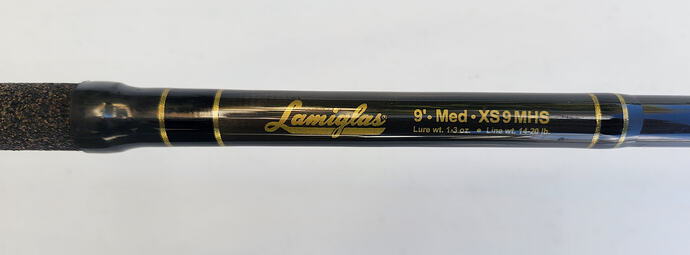 Lamiglas®
9'• Med • XS 9 MHS
Lure wt. 1-3 oz. • Line wt. 14-20 lb.